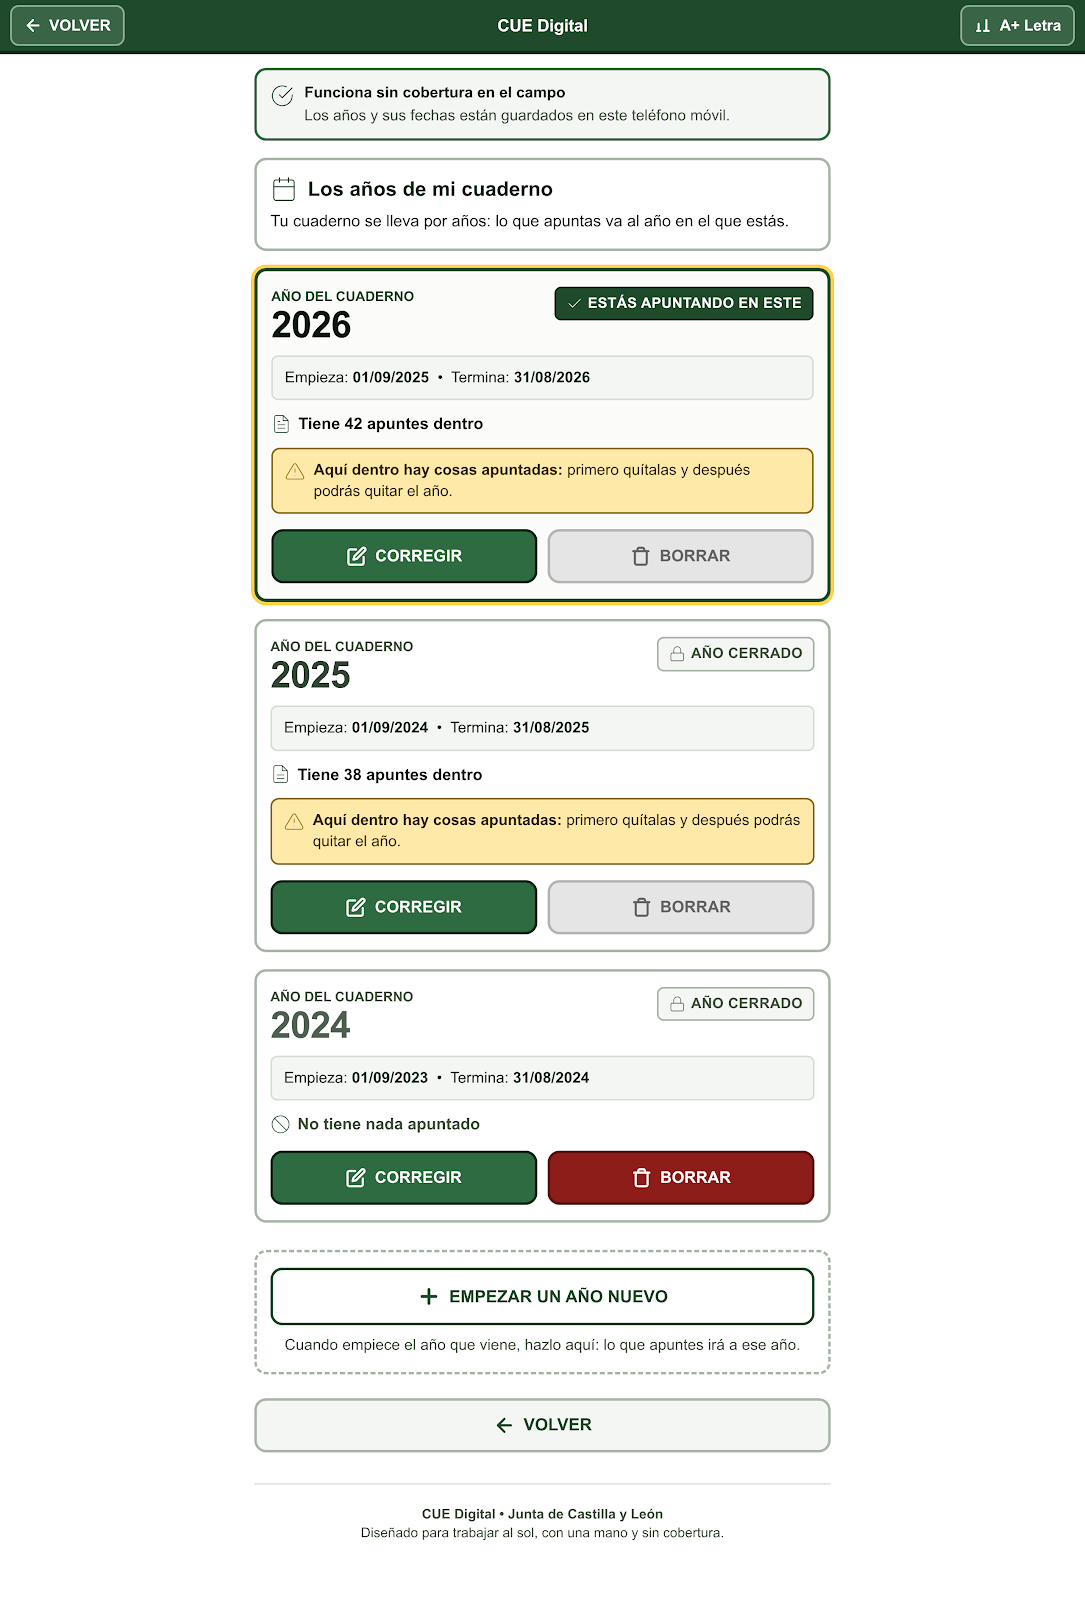 VOLVER
CUE Digital
A+ Letra
Funciona sin cobertura en el campo
Los años y sus fechas están guardados en este teléfono móvil.
Los años de mi cuaderno
Tu cuaderno se lleva por años: lo que apuntas va al año en el que estás.
AÑO DEL CUADERNO
ESTÁS APUNTANDO EN ESTE
2026
Empieza: 01/09/2025 • Termina: 31/08/2026
Tiene 42 apuntes dentro
Aquí dentro hay cosas apuntadas: primero quítalas y después
podrás quitar el año.
CORREGIR
BORRAR
AÑO DEL CUADERNO
AÑO CERRADO
2025
Empieza: 01/09/2024 • Termina: 31/08/2025
Tiene 38 apuntes dentro
Aquí dentro hay cosas apuntadas: primero quítalas y después podrás
quitar el año.
CORREGIR
BORRAR
AÑO DEL CUADERNO
AÑO CERRADO
2024
Empieza: 01/09/2023 • Termina: 31/08/2024
No tiene nada apuntado
CORREGIR
BORRAR
EMPEZAR UN AÑO NUEVO
Cuando empiece el año que viene, hazlo aquí: lo que apuntes irá a ese año.
VOLVER
CUE Digital • Junta de Castilla y León
Diseñado para trabajar al sol, con una mano y sin cobertura.